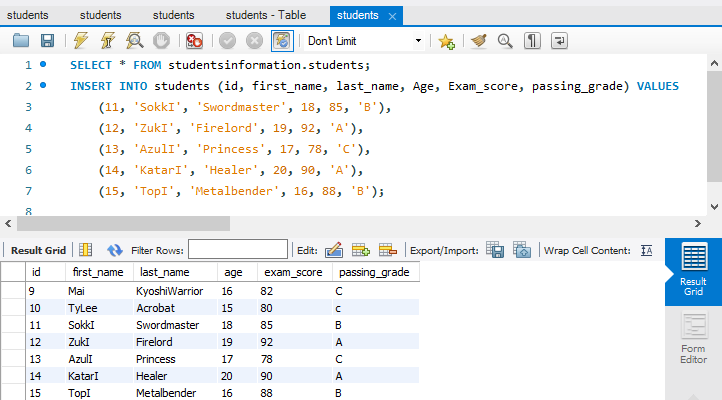 students students students students - Table students
Don't Limit
1 SELECT * FROM studentsinformation.students;
2 INSERT INTO students (id, first_name, last_name, Age, Exam_score, passing_grade) VALUES
3 (11, 'SokkI', 'Swordmaster', 18, 85, 'B'),
4 (12, 'ZukI', 'Firelord', 19, 92, 'A'),
5 (13, 'AzulI', 'Princess', 17, 78, 'C'),
6 (14, 'KatarI', 'Healer', 20, 90, 'A'),
7 (15, 'TopI', 'Metalbender', 16, 88, 'B');
8
Result Grid Filter Rows: Edit: Export/Import: Wrap Cell Content: IA
id first_name last_name age exam_score passing_grade
9 Mai KyoshiWarrior 16 82 C
10 TyLee Acrobat 15 80 c
11 SokkI Swordmaster 18 85 B
12 ZukI Firelord 19 92 A
13 AzulI Princess 17 78 C
14 KatarI Healer 20 90 A
15 TopI Metalbender 16 88 B
Result
Grid
Form
Editor